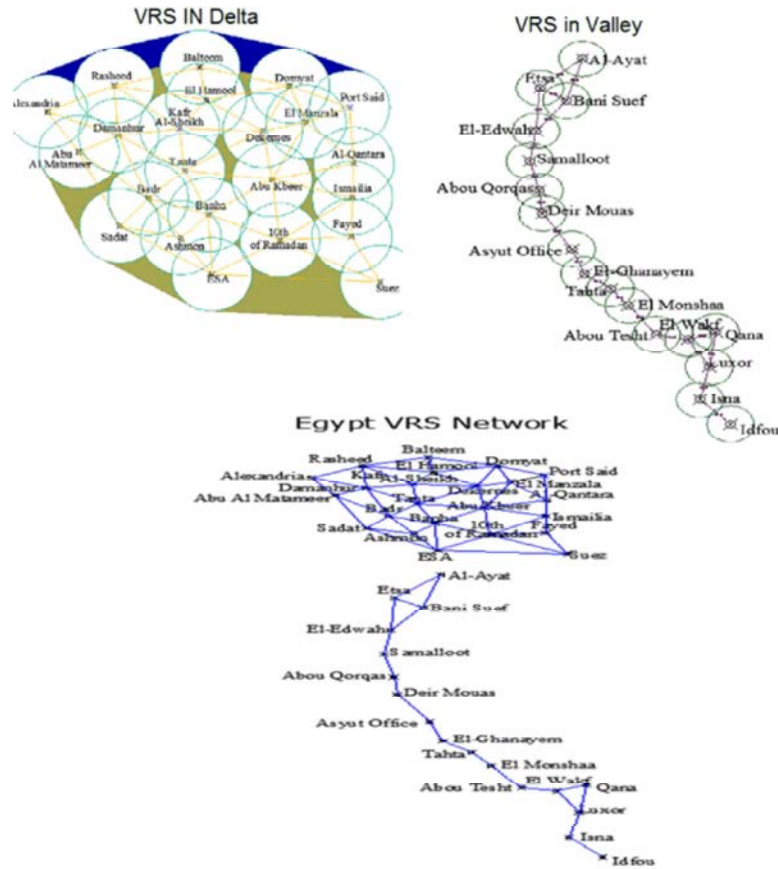 VRS IN Delta
Balteem
Rasheed
El Hamool
Domyat
Alexandria
Kafr
Al-Sheikh
El Manzala
Port Said
Damanhur
Dekernes
Abu
Al Matameer
Tanta
Al-Qantara
Badr
Abu Kbeer
Ismailia
Banha
Sadat
Ashmon
10th
of Ramadan
Fayed
ESA
Suez
VRS in Valley
Al-Ayat
Etsa
Bani Suef
El-Edwah
Samalloot
Abou Qorqas
Deir Mouas
Asyut Office
El-Ghanayem
Tahta
El Monshaa
Abou Tesht
El Wakf
Qana
Luxor
Isna
Idfou
Egypt VRS Network
Balteem
Rasheed
El Hamool
Domyat
Alexandria
Kafr
Al-Sheikh
Port Said
Damanhur
Dekernes
El Manzala
Abu Al Matameer
Tanta
Abu Kbeer
Al-Qantara
Badr
Banha
10th
of Ramadan
Ismailia
Sadat
Fayed
Ashmon
ESA
Suez
Al-Ayat
Etsa
Bani Suef
El-Edwah
Samalloot
Abou Qorqas
Deir Mouas
Asyut Office
El-Ghanayem
Tahta
El Monshaa
Abou Tesht
El Wakf
Qana
Luxor
Isna
Idfou